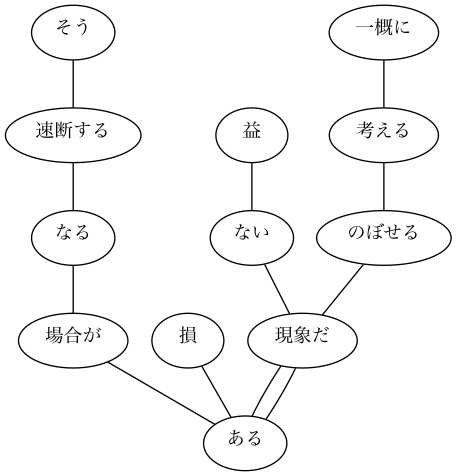 そう
一概に
速断する
益
考える
なる
ない
のぼせる
場合が
損
現象だ
ある